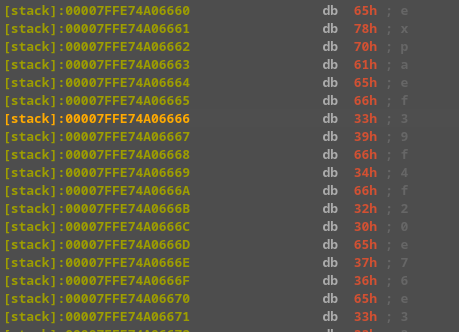 [stack]:00007FFE74A06660 db 65h ; e
[stack]:00007FFE74A06661 db 78h ; x
[stack]:00007FFE74A06662 db 70h ; p
[stack]:00007FFE74A06663 db 61h ; a
[stack]:00007FFE74A06664 db 65h ; e
[stack]:00007FFE74A06665 db 66h ; f
[stack]:00007FFE74A06666 db 33h ; 3
[stack]:00007FFE74A06667 db 39h ; 9
[stack]:00007FFE74A06668 db 66h ; f
[stack]:00007FFE74A06669 db 34h ; 4
[stack]:00007FFE74A0666A db 66h ; f
[stack]:00007FFE74A0666B db 32h ; 2
[stack]:00007FFE74A0666C db 30h ; 0
[stack]:00007FFE74A0666D db 65h ; e
[stack]:00007FFE74A0666E db 37h ; 7
[stack]:00007FFE74A0666F db 36h ; 6
[stack]:00007FFE74A06670 db 65h ; e
[stack]:00007FFE74A06671 db 33h ; 3